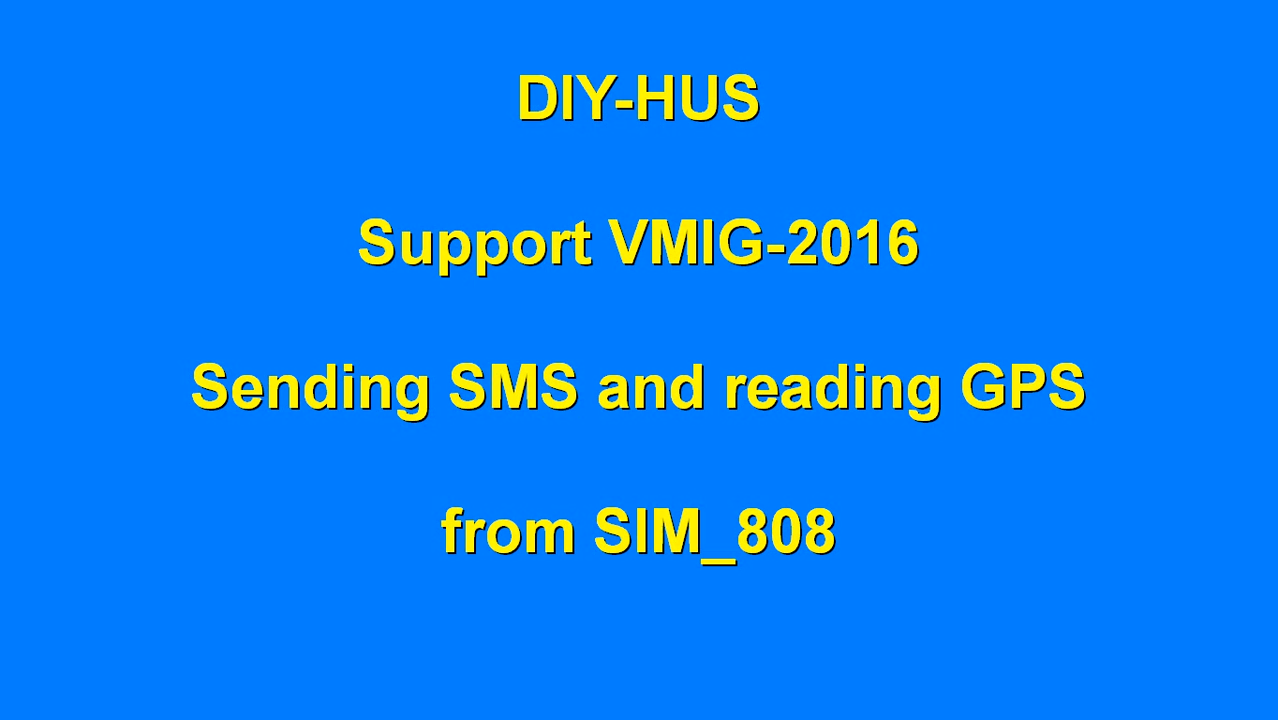 DIY-HUS
Support VMIG-2016
Sending SMS and reading GPS
from SIM_808